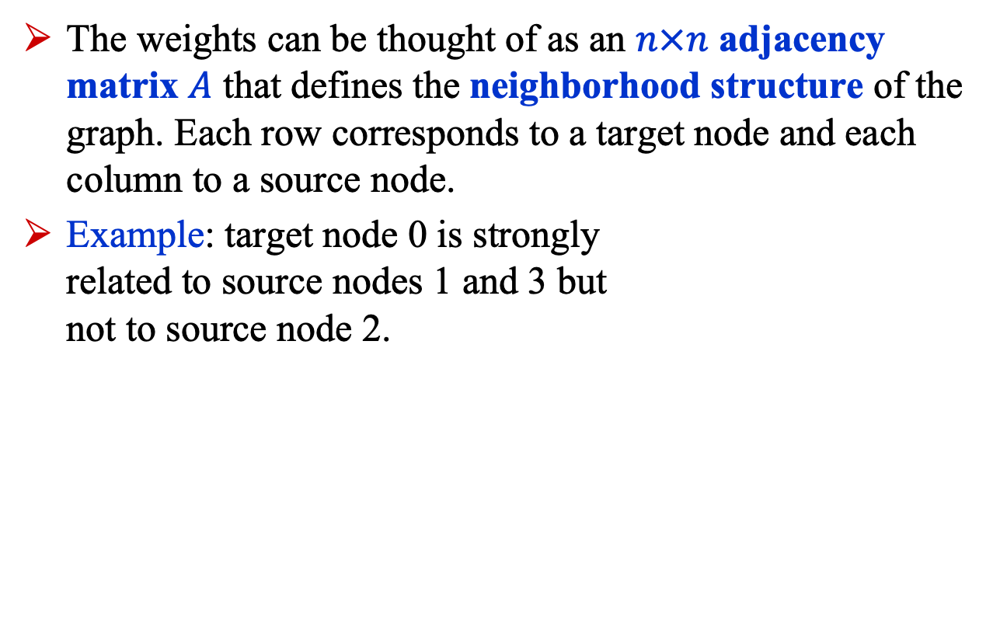 ➢ The weights can be thought of as an n×n adjacency
matrix A that defines the neighborhood structure of the
graph. Each row corresponds to a target node and each
column to a source node.
➢ Example: target node 0 is strongly
related to source nodes 1 and 3 but
not to source node 2.